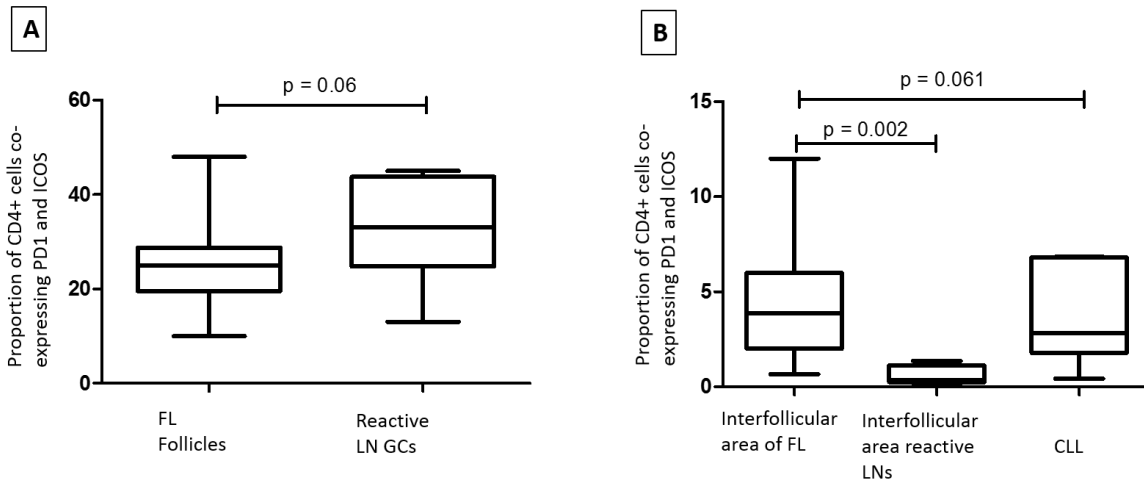 A
Proportion of CD4+ cells co-
expressing PD1 and ICOS
60
40
20
0
p = 0.06
FL
Follicles
Reactive
LN GCs
B
Proportion of CD4+ cells co-
expressing PD1 and ICOS
15
10
5
0
p = 0.061
p = 0.002
Interfollicular
area of FL
Interfollicular
area reactive
LNs
CLL